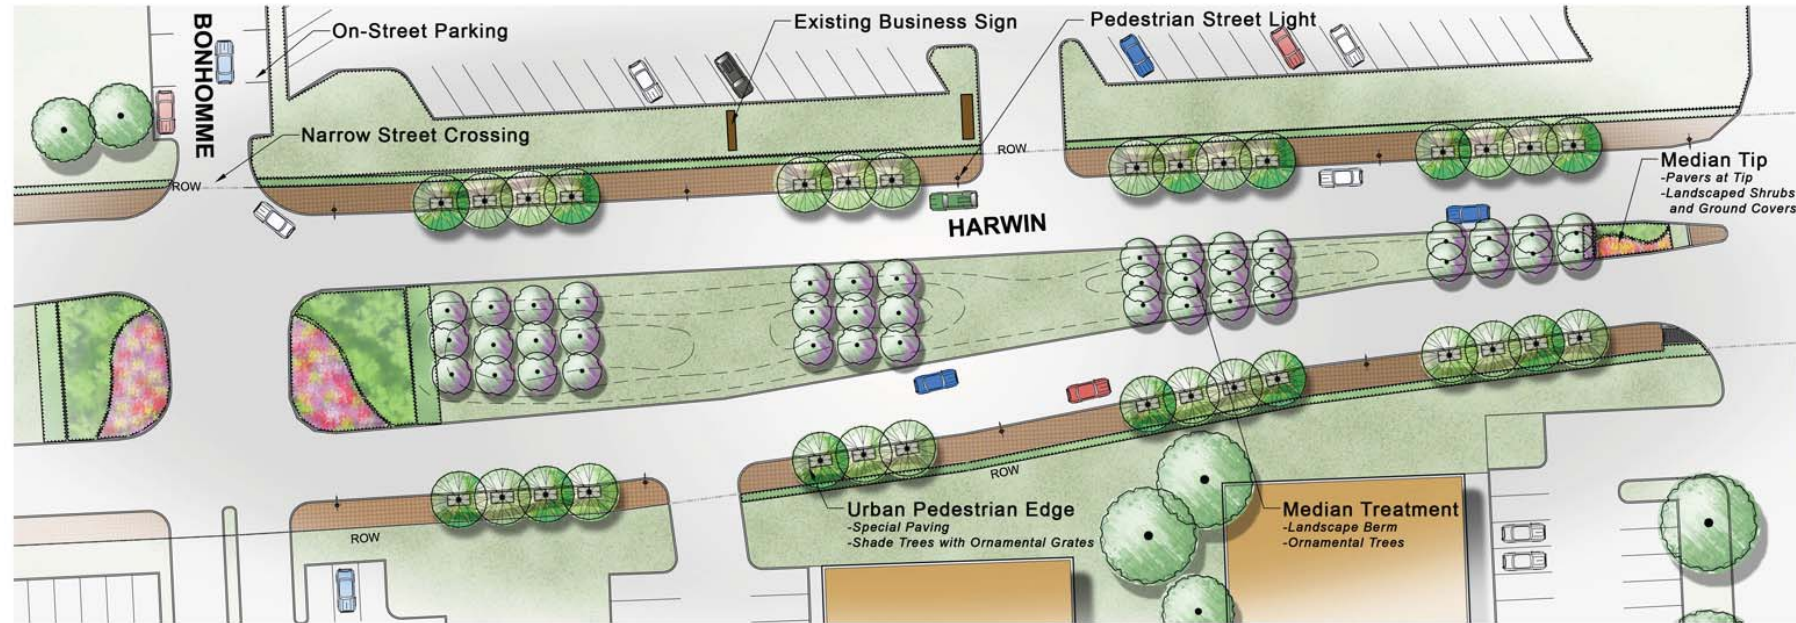 BONHOMME
On-Street Parking
Existing Business Sign
Pedestrian Street Light
Narrow Street Crossing
ROW
ROW
HARWIN
Median Tip
-Pavers at Tip
-Landscaped Shrubs
and Ground Covers
ROW
Urban Pedestrian Edge
-Special Paving
-Shade Trees with Ornamental Grates
Median Treatment
-Landscape Berm
-Ornamental Trees
ROW